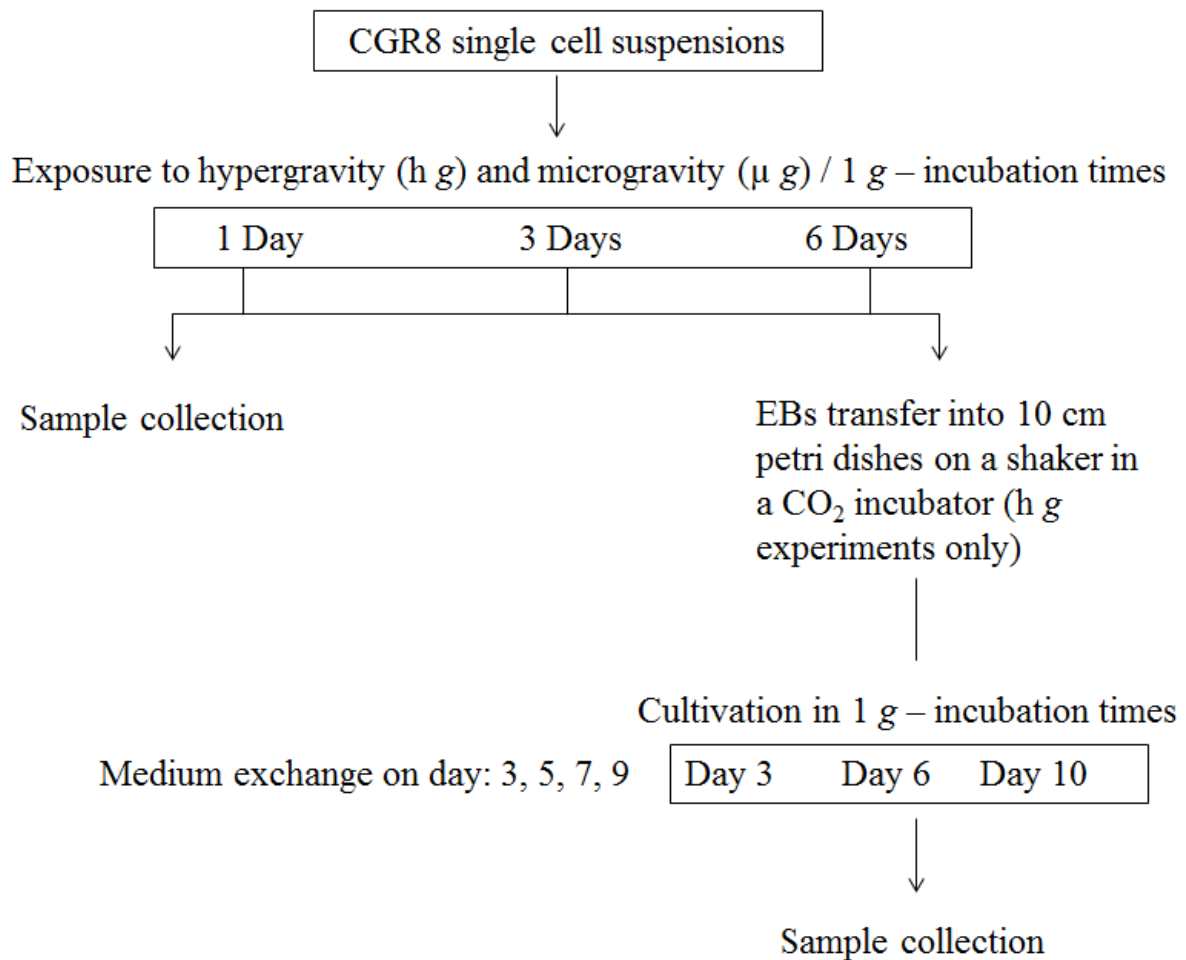 CGR8 single cell suspensions
Exposure to hypergravity (h g) and microgravity (μ g) / 1 g – incubation times
1 Day 3 Days 6 Days
Sample collection
EBs transfer into 10 cm
petri dishes on a shaker in
a CO₂ incubator (h g
experiments only)
Cultivation in 1 g – incubation times
Medium exchange on day: 3, 5, 7, 9
Day 3 Day 6 Day 10
Sample collection